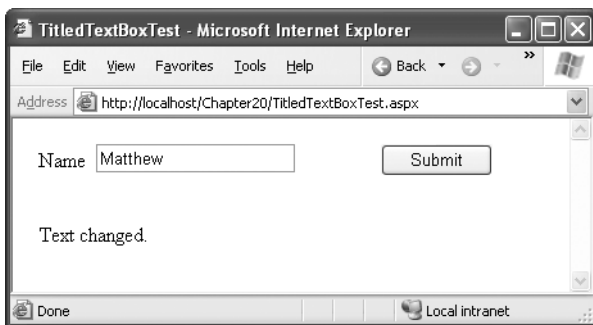 TitledTextBoxTest - Microsoft Internet Explorer
File Edit View Favorites Tools Help Back »
Address http://localhost/Chapter20/TitledTextBoxTest.aspx
Name Matthew Submit
Text changed.
Done Local intranet